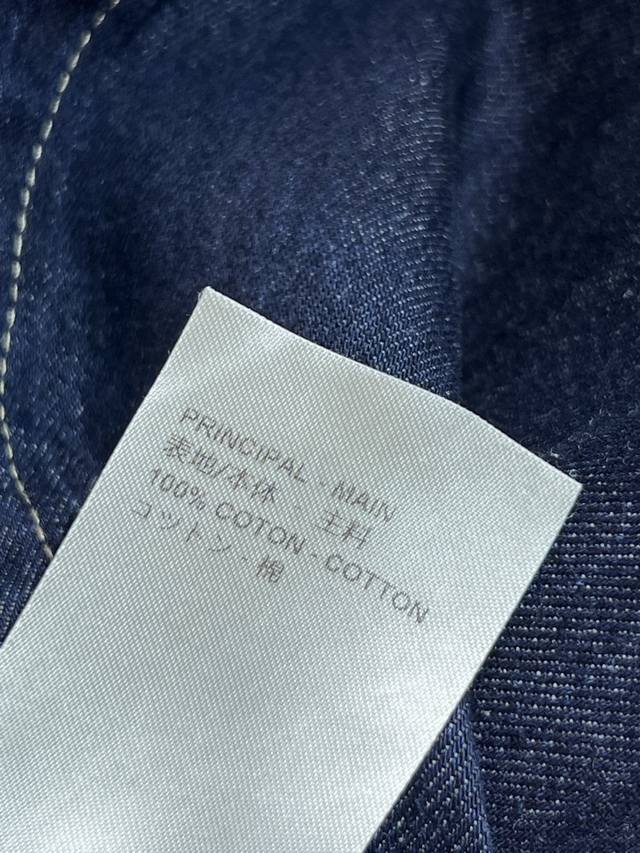 PRINCIPAL - MAIN
表地/本体 - 主料
100% COTON - COTTON
コットン - 棉